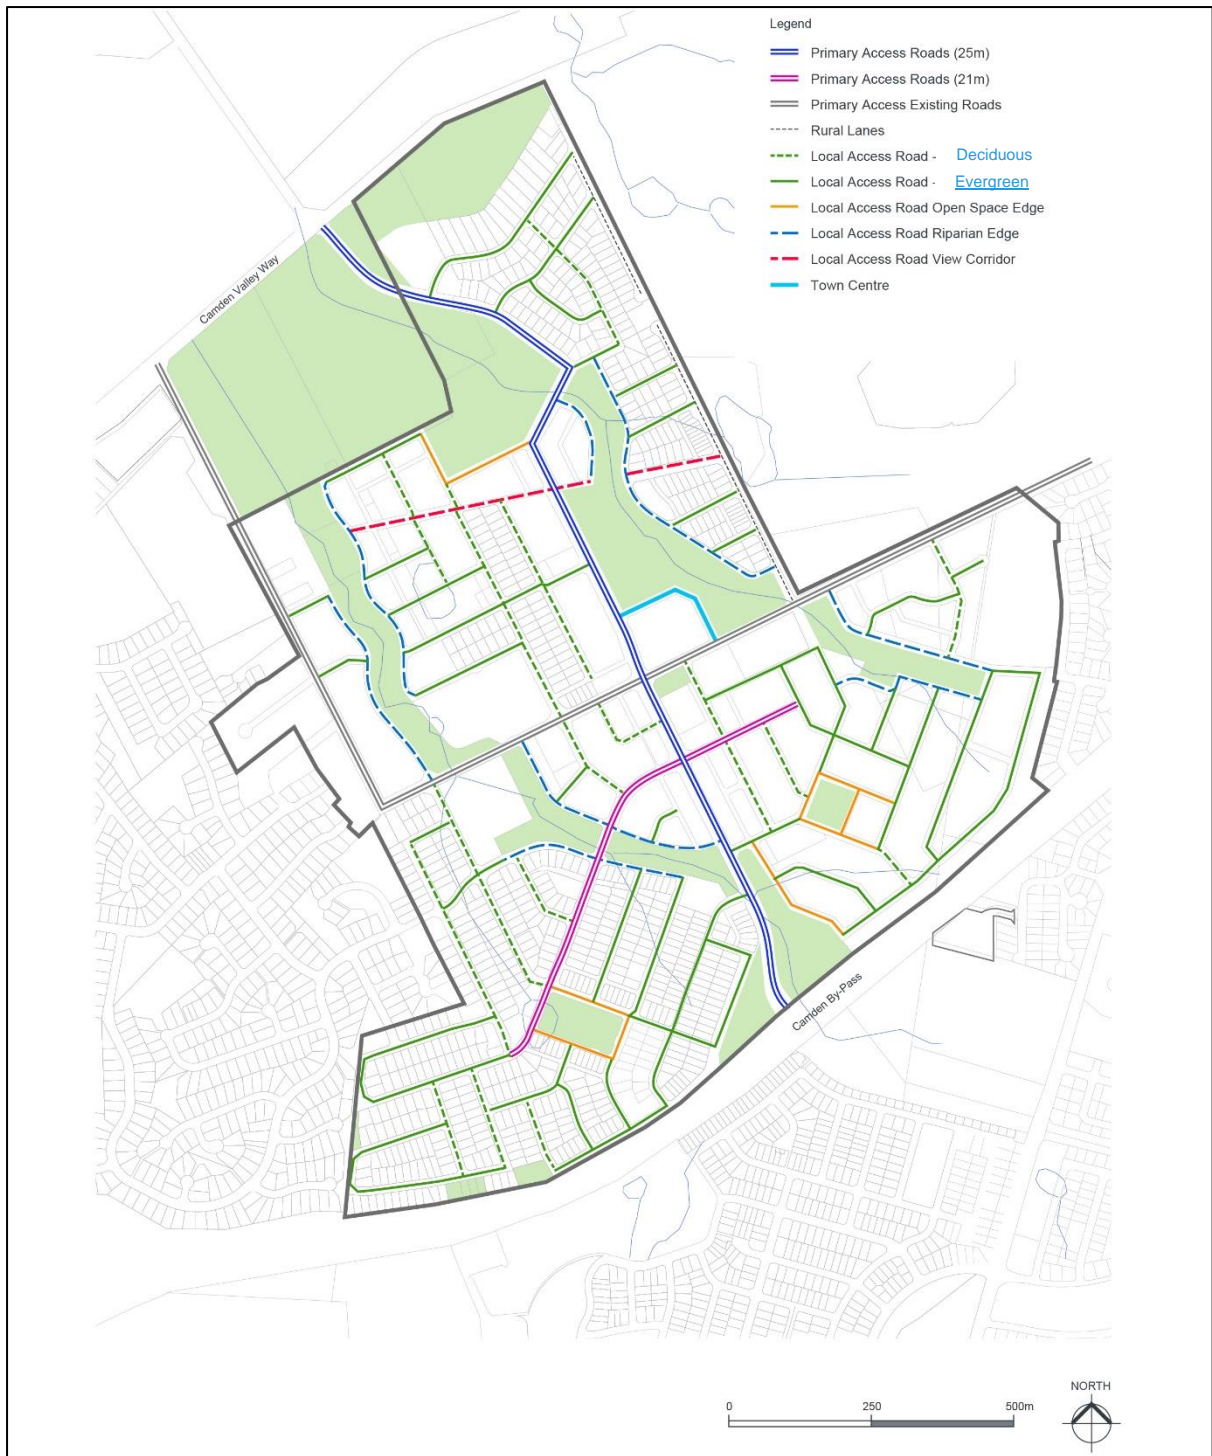 Legend
Primary Access Roads (25m)
Primary Access Roads (21m)
Primary Access Existing Roads
Rural Lanes
Local Access Road - Deciduous
Local Access Road - Evergreen
Local Access Road Open Space Edge
Local Access Road Riparian Edge
Local Access Road View Corridor
Town Centre
Camden Valley Way
Camden By-Pass
NORTH
0 250 500m